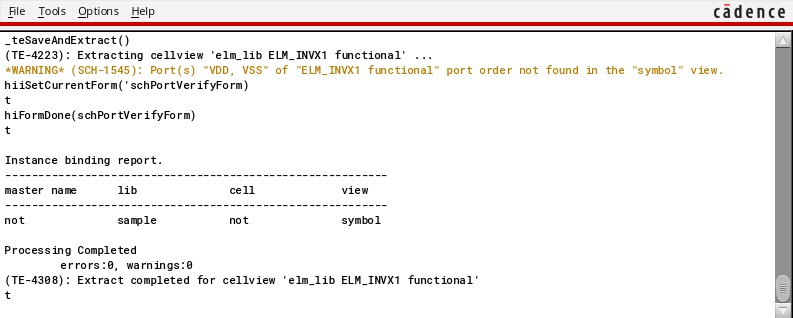 File Tools Options Help cādence
_teSaveAndExtract()
(TE-4223): Extracting cellview 'elm_lib ELM_INVX1 functional' ...
*WARNING* (SCH-1545): Port(s) "VDD, VSS" of "ELM_INVX1 functional" port order not found in the "symbol" view.
hiiSetCurrentForm('schPortVerifyForm)
t
hiFormDone(schPortVerifyForm)
t
Instance binding report.
---------------------------------------------------------
master name lib cell view
---------------------------------------------------------
not sample not symbol
Processing Completed
errors:0, warnings:0
(TE-4308): Extract completed for cellview 'elm_lib ELM_INVX1 functional'
t